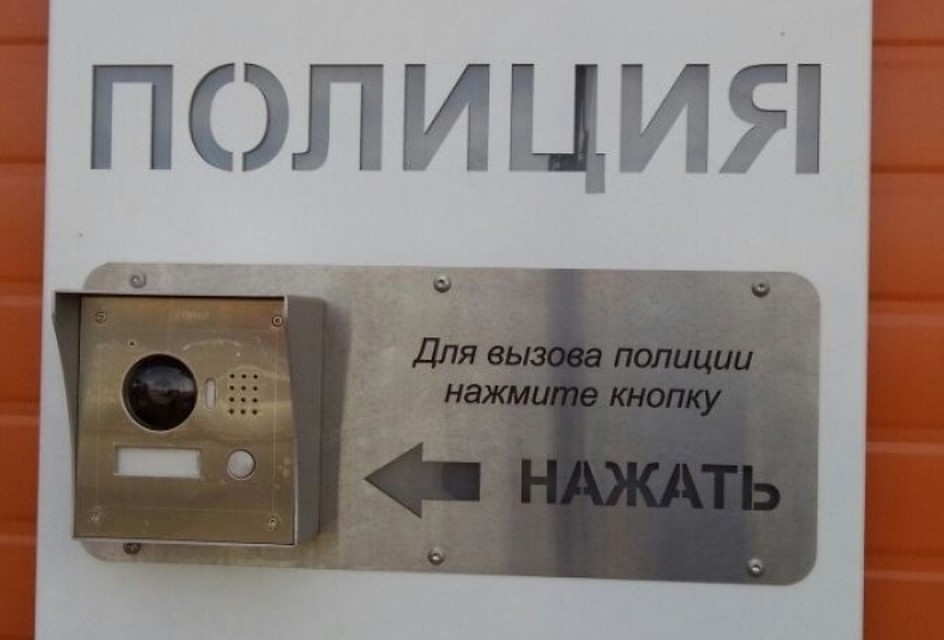 ПОЛИЦИЯ
Для вызова полиции
нажмите кнопку
НАЖАТЬ